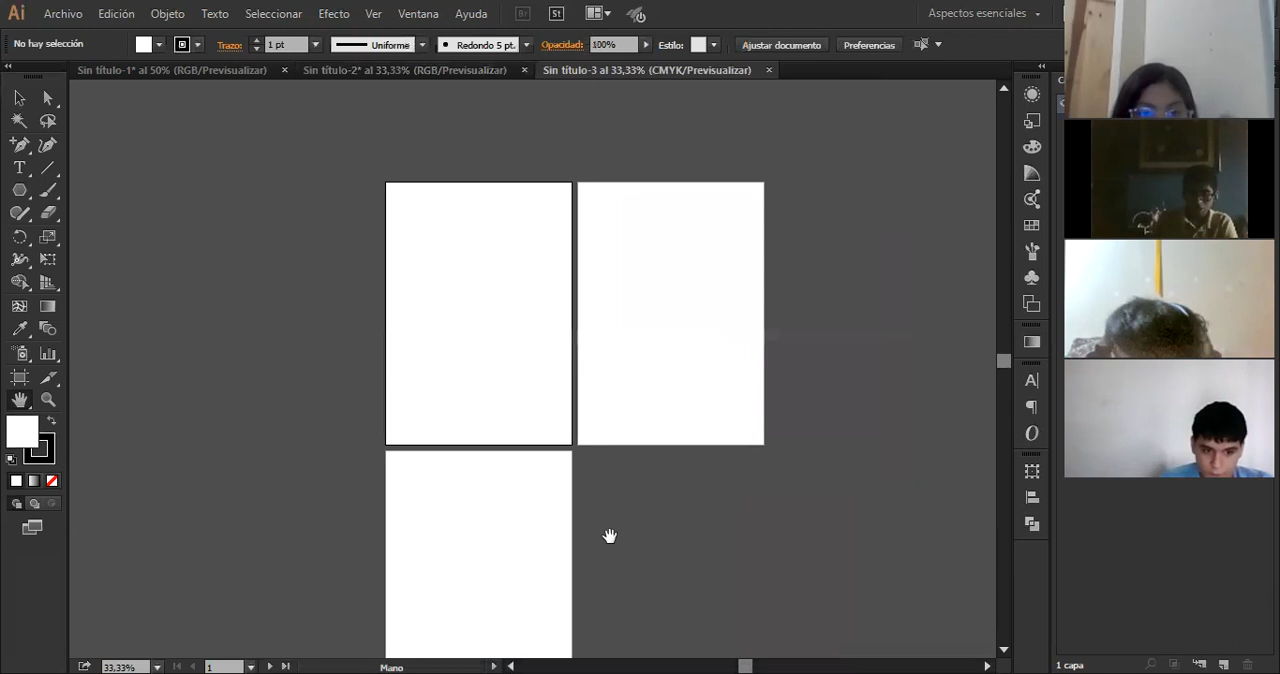 Ai Archivo Edición Objeto Texto Seleccionar Efecto Ver Ventana Ayuda Br St Aspectos esenciales
No hay selección Trazo: 1 pt Uniforme Redondo 5 pt. Opacidad: 100% Estilo: Ajustar documento Preferencias
Sin título-1* al 50% (RGB/Previsualizar) × Sin título-2* al 33,33% (RGB/Previsualizar) × Sin título-3 al 33,33% (CMYK/Previsualizar) ×
33,33% 1 Mano 1 capa